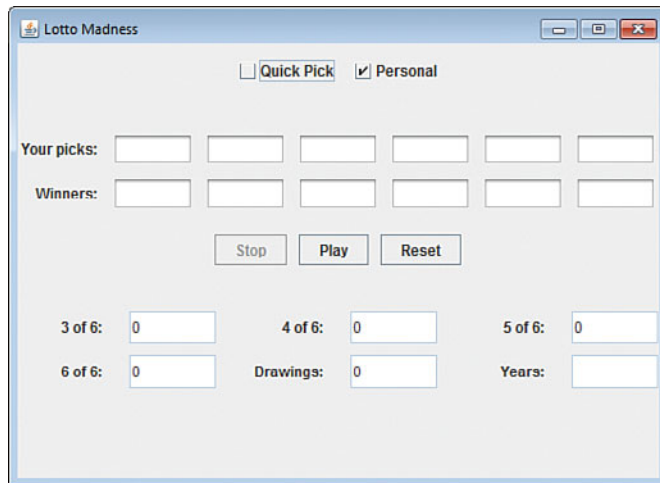 Lotto Madness
Quick Pick Personal
Your picks:
Winners:
Stop Play Reset
3 of 6: 0 4 of 6: 0 5 of 6: 0
6 of 6: 0 Drawings: 0 Years: